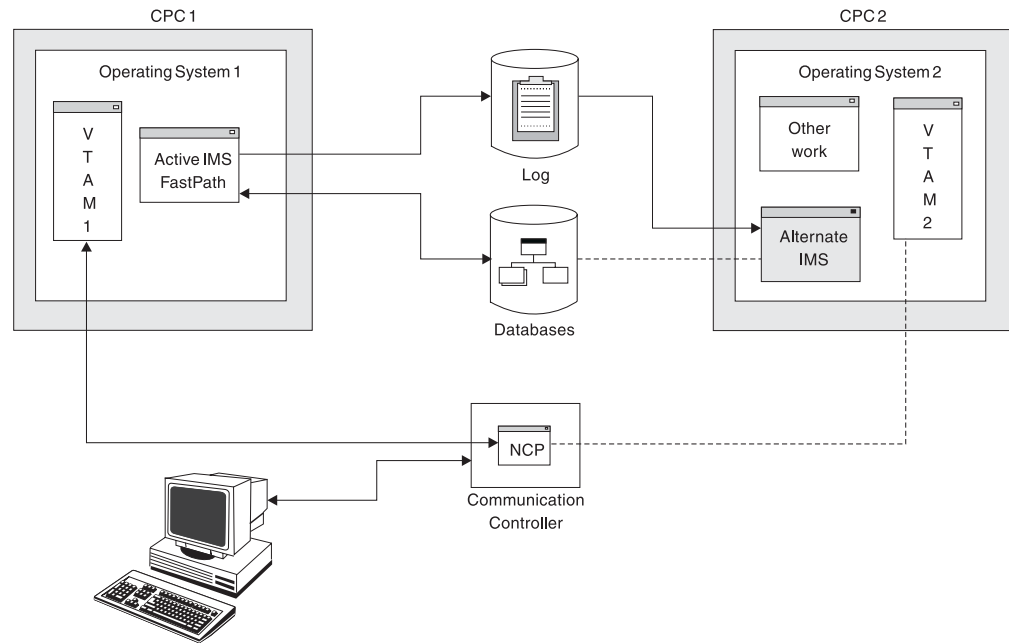 CPC 1
CPC 2
Operating System 1
Operating System 2
V
T
A
M
1
Active IMS
FastPath
Log
Other
work
V
T
A
M
2
Alternate
IMS
Databases
NCP
Communication
Controller